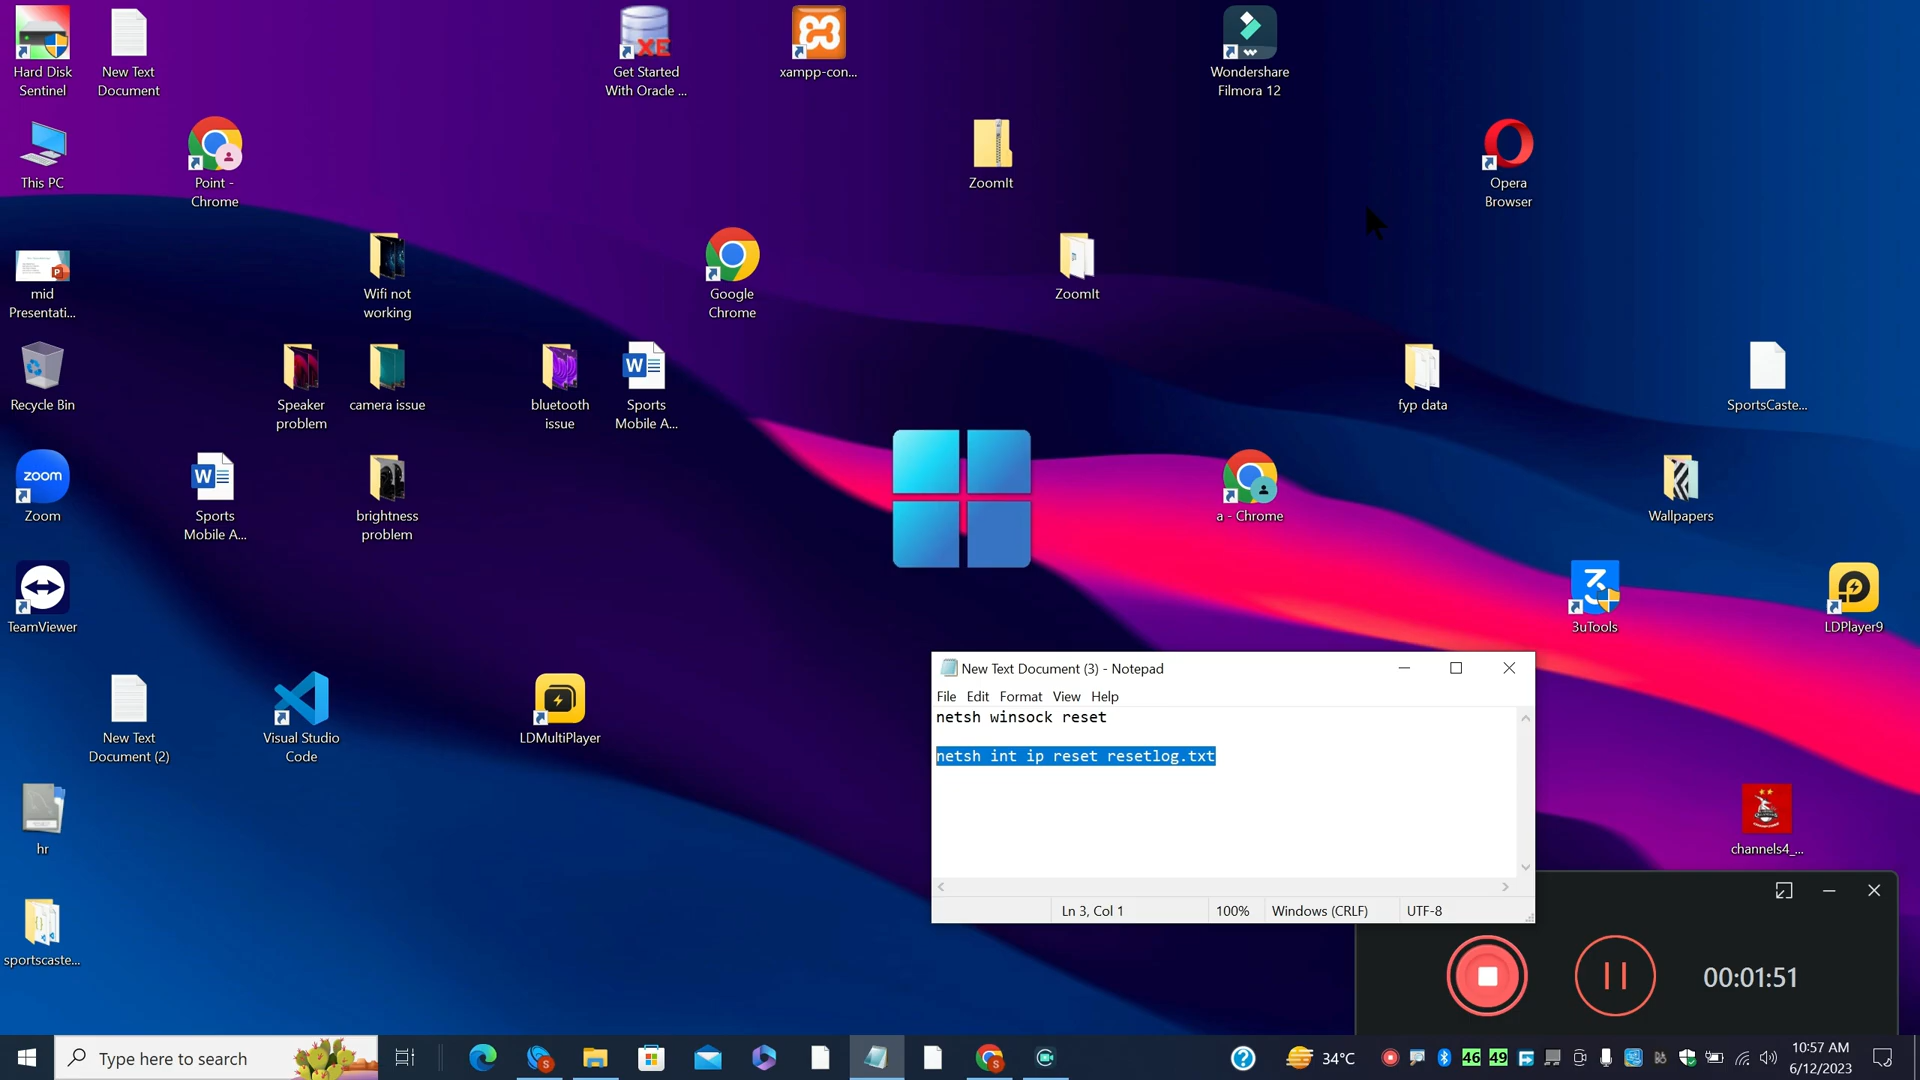 Hard Disk
Sentinel
New Text
Document
XE
Get Started
With Oracle ...
xampp-con...
Wondershare
Filmora 12
This PC
Point -
Chrome
ZoomIt
Opera
Browser
mid
Presentati...
Wifi not
working
Google
Chrome
ZoomIt
Recycle Bin
Speaker
problem
camera issue
bluetooth
issue
Sports
Mobile A...
fyp data
SportsCaste...
zoom
Zoom
Sports
Mobile A...
brightness
problem
a - Chrome
Wallpapers
TeamViewer
3uTools
LDPlayer9
New Text
Document (2)
Visual Studio
Code
LDMultiPlayer
New Text Document (3) - Notepad
File Edit Format View Help
netsh winsock reset
netsh int ip reset resetlog.txt
Ln 3, Col 1
100%
Windows (CRLF)
UTF-8
hr
channels4_...
sportscaste...
00:01:51
Type here to search
34°C
46 49
10:57 AM
6/12/2023